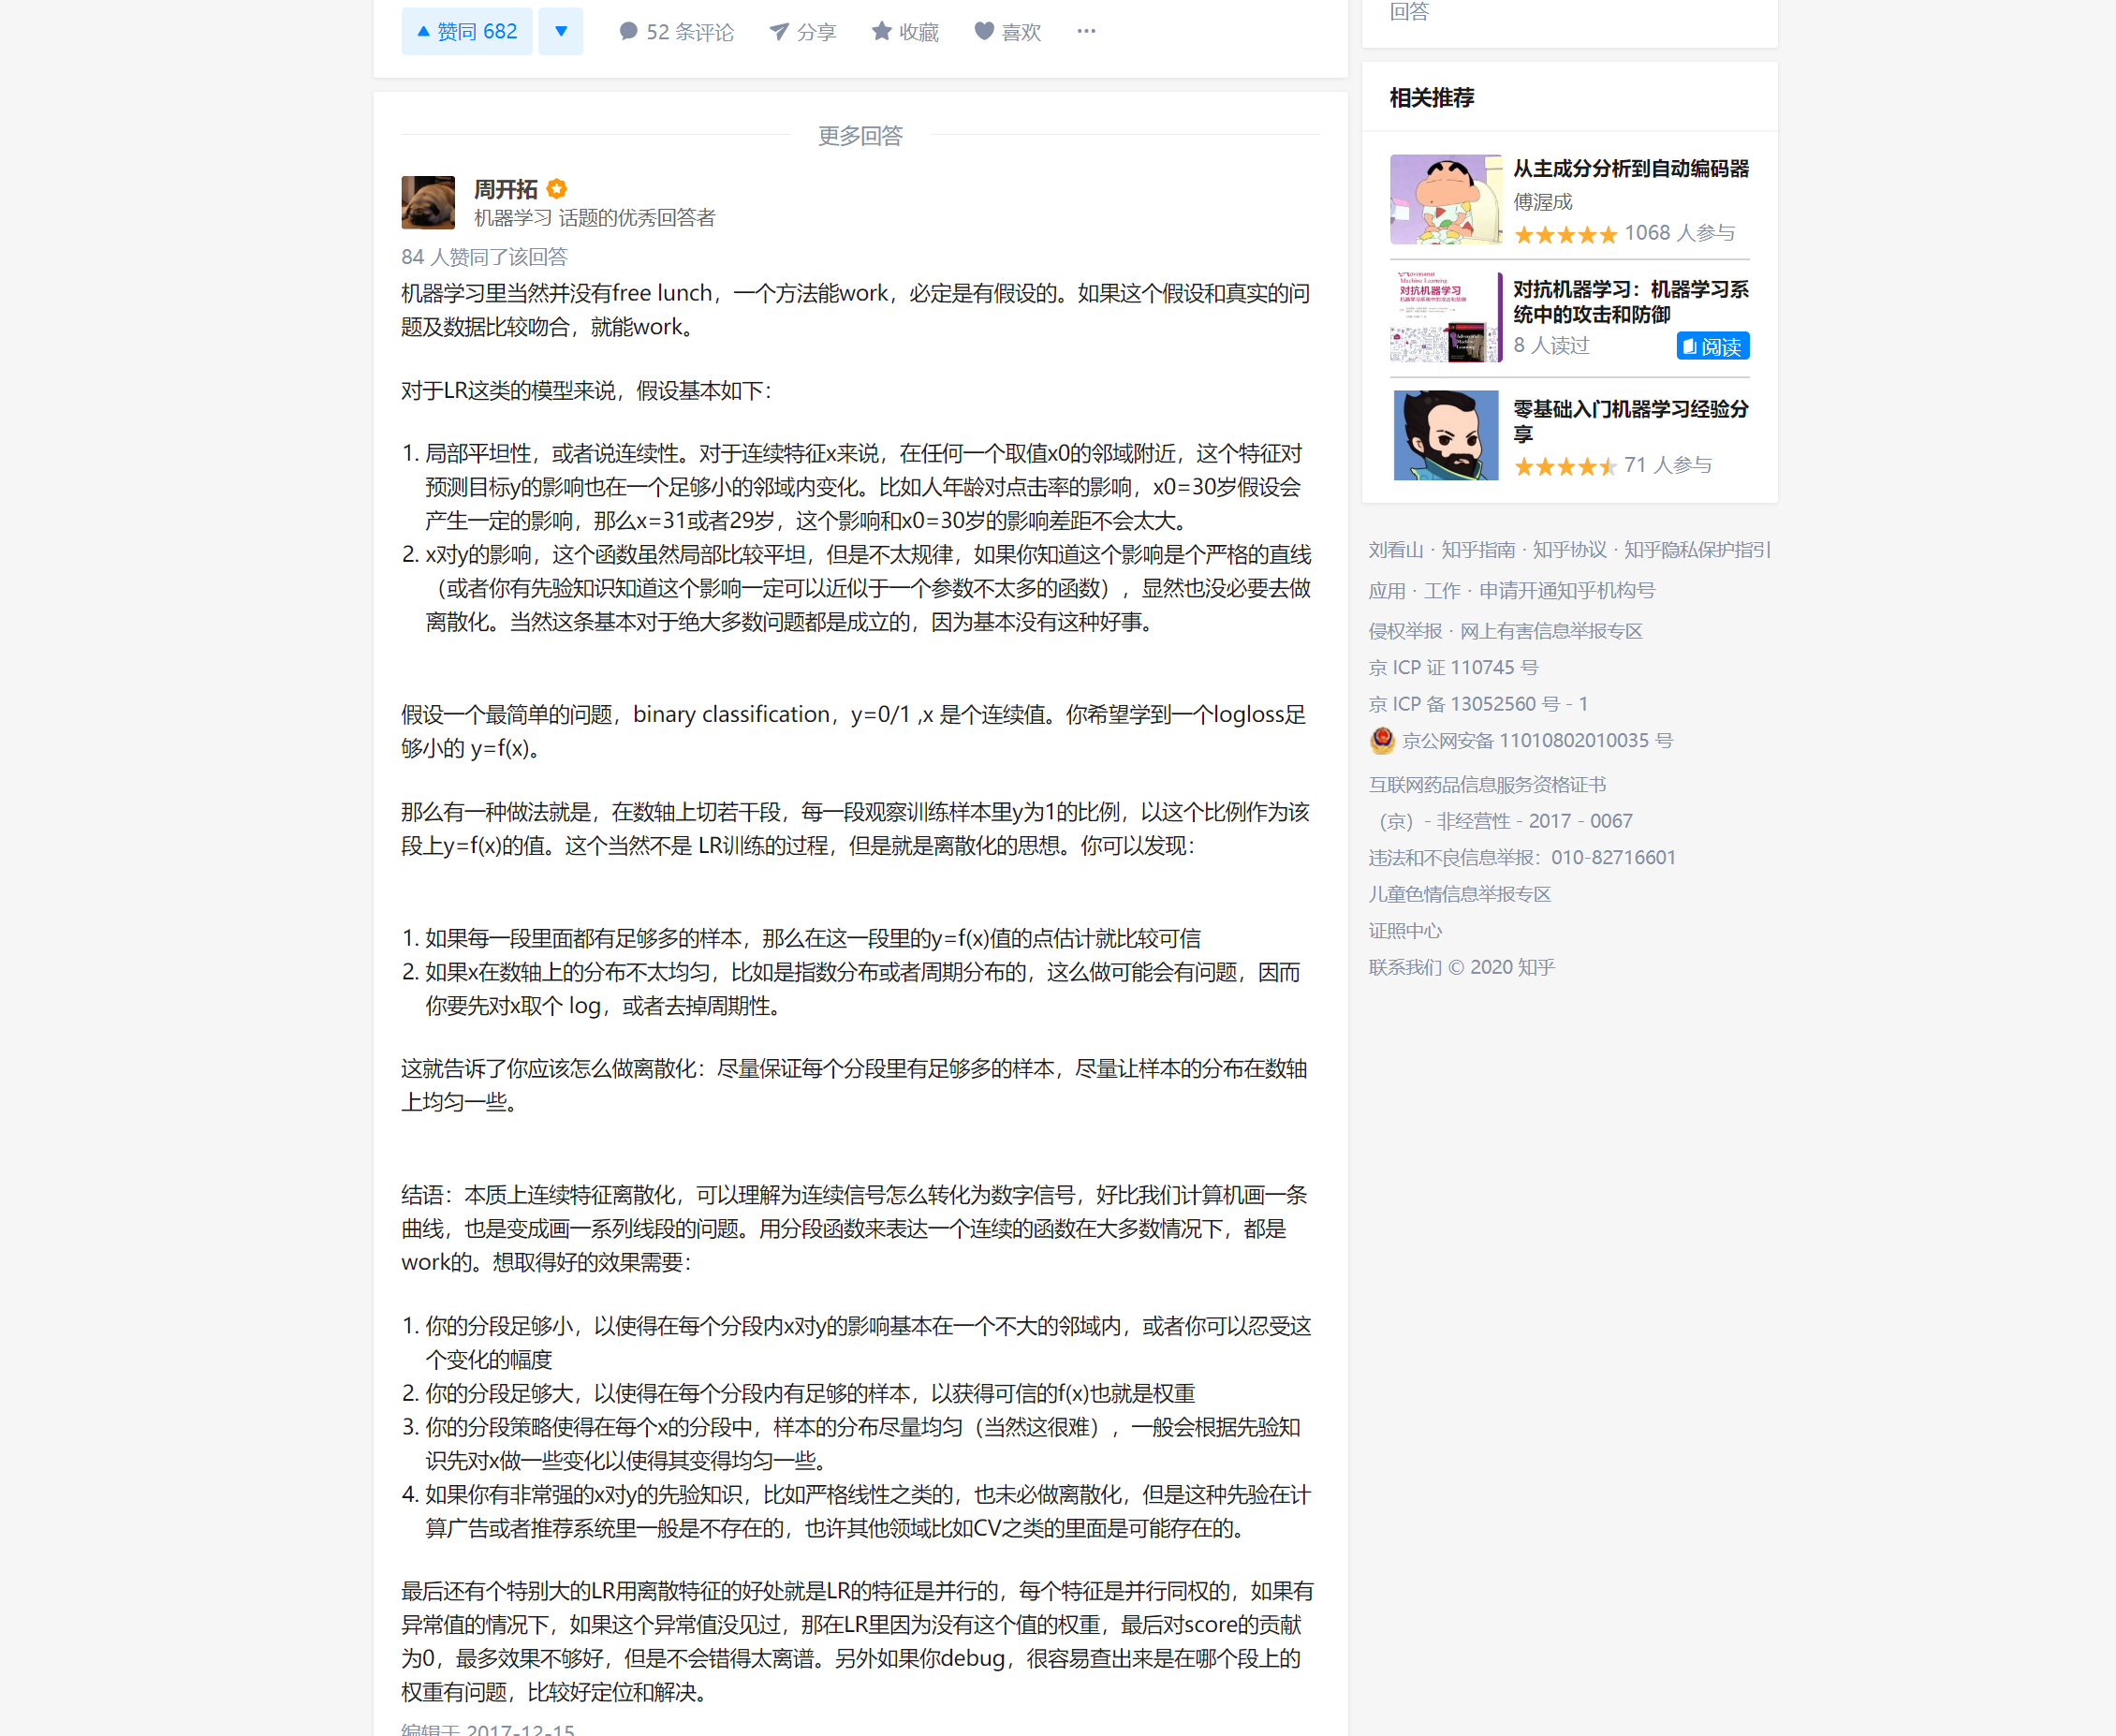 赞同 682
52 条评论
分享
收藏
喜欢
更多回答
周开拓
机器学习 话题的优秀回答者
84 人赞同了该回答
机器学习里当然并没有free lunch，一个方法能work，必定是有假设的。如果这个假设和真实的问
题及数据比较吻合，就能work。
对于LR这类的模型来说，假设基本如下：
1. 局部平坦性，或者说连续性。对于连续特征x来说，在任何一个取值x0的邻域附近，这个特征对
预测目标y的影响也在一个足够小的邻域内变化。比如人年龄对点击率的影响，x0=30岁假设会
产生一定的影响，那么x=31或者29岁，这个影响和x0=30岁的影响差距不会太大。
2. x对y的影响，这个函数虽然局部比较平坦，但是不太规律，如果你知道这个影响是个严格的直线
（或者你有先验知识知道这个影响一定可以近似于一个参数不太多的函数），显然也没必要去做
离散化。当然这条基本对于绝大多数问题都是成立的，因为基本没有这种好事。
假设一个最简单的问题，binary classification，y=0/1 ,x 是个连续值。你希望学到一个logloss足
够小的 y=f(x)。
那么有一种做法就是，在数轴上切若干段，每一段观察训练样本里y为1的比例，以这个比例作为该
段上y=f(x)的值。这个当然不是 LR训练的过程，但是就是离散化的思想。你可以发现：
1. 如果每一段里面都有足够多的样本，那么在这一段里的y=f(x)值的点估计就比较可信
2. 如果x在数轴上的分布不太均匀，比如是指数分布或者周期分布的，这么做可能会有问题，因而
你要先对x取个 log，或者去掉周期性。
这就告诉了你应该怎么做离散化：尽量保证每个分段里有足够多的样本，尽量让样本的分布在数轴
上均匀一些。
结语：本质上连续特征离散化，可以理解为连续信号怎么转化为数字信号，好比我们计算机画一条
曲线，也是变成画一系列线段的问题。用分段函数来表达一个连续的函数在大多数情况下，都是
work的。想取得好的效果需要：
1. 你的分段足够小，以使得在每个分段内x对y的影响基本在一个不大的邻域内，或者你可以忍受这
个变化的幅度
2. 你的分段足够大，以使得在每个分段内有足够的样本，以获得可信的f(x)也就是权重
3. 你的分段策略使得在每个x的分段中，样本的分布尽量均匀（当然这很难），一般会根据先验知
识先对x做一些变化以使得其变得均匀一些。
4. 如果你有非常强的x对y的先验知识，比如严格线性之类的，也未必做离散化，但是这种先验在计
算广告或者推荐系统里一般是不存在的，也许其他领域比如CV之类的里面是可能存在的。
最后还有个特别大的LR用离散特征的好处就是LR的特征是并行的，每个特征是并行同权的，如果有
异常值的情况下，如果这个异常值没见过，那在LR里因为没有这个值的权重，最后对score的贡献
为0，最多效果不够好，但是不会错得太离谱。另外如果你debug，很容易查出来是在哪个段上的
权重有问题，比较好定位和解决。
编辑于 2017-12-15
回答
相关推荐
从主成分分析到自动编码器
傅渥成
1068 人参与
对抗机器学习
对抗机器学习：机器学习系
统中的攻击和防御
8 人读过
阅读
零基础入门机器学习经验分
享
71 人参与
刘看山 · 知乎指南 · 知乎协议 · 知乎隐私保护指引
应用 · 工作 · 申请开通知乎机构号
侵权举报 · 网上有害信息举报专区
京 ICP 证 110745 号
京 ICP 备 13052560 号 - 1
京公网安备 11010802010035 号
互联网药品信息服务资格证书
（京）- 非经营性 - 2017 - 0067
违法和不良信息举报：010-82716601
儿童色情信息举报专区
证照中心
联系我们 © 2020 知乎